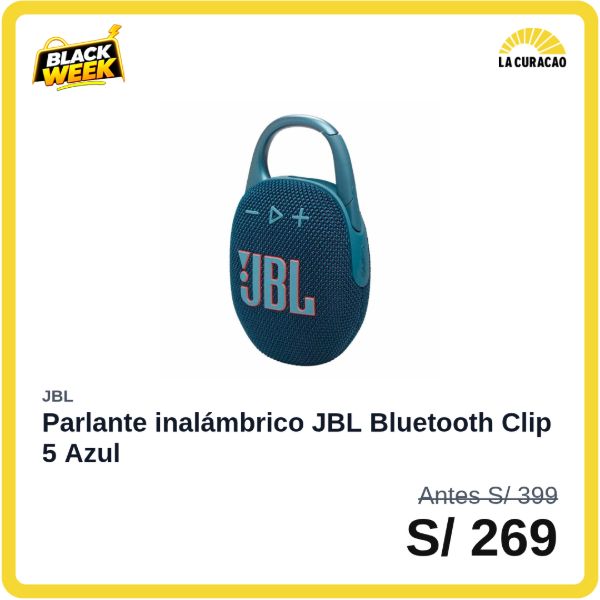 BLACK
WEEK
LA CURACAO
JBL
JBL
Parlante inalámbrico JBL Bluetooth Clip
5 Azul
Antes S/ 399
S/ 269